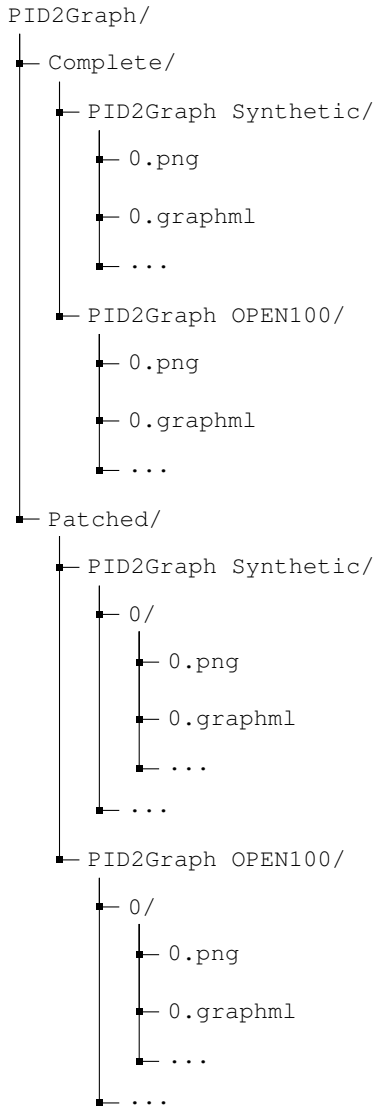 PID2Graph/
Complete/
PID2Graph Synthetic/
0.png
0.graphml
...
PID2Graph OPEN100/
0.png
0.graphml
...
Patched/
PID2Graph Synthetic/
0/
0.png
0.graphml
...
...
PID2Graph OPEN100/
0/
0.png
0.graphml
...
...